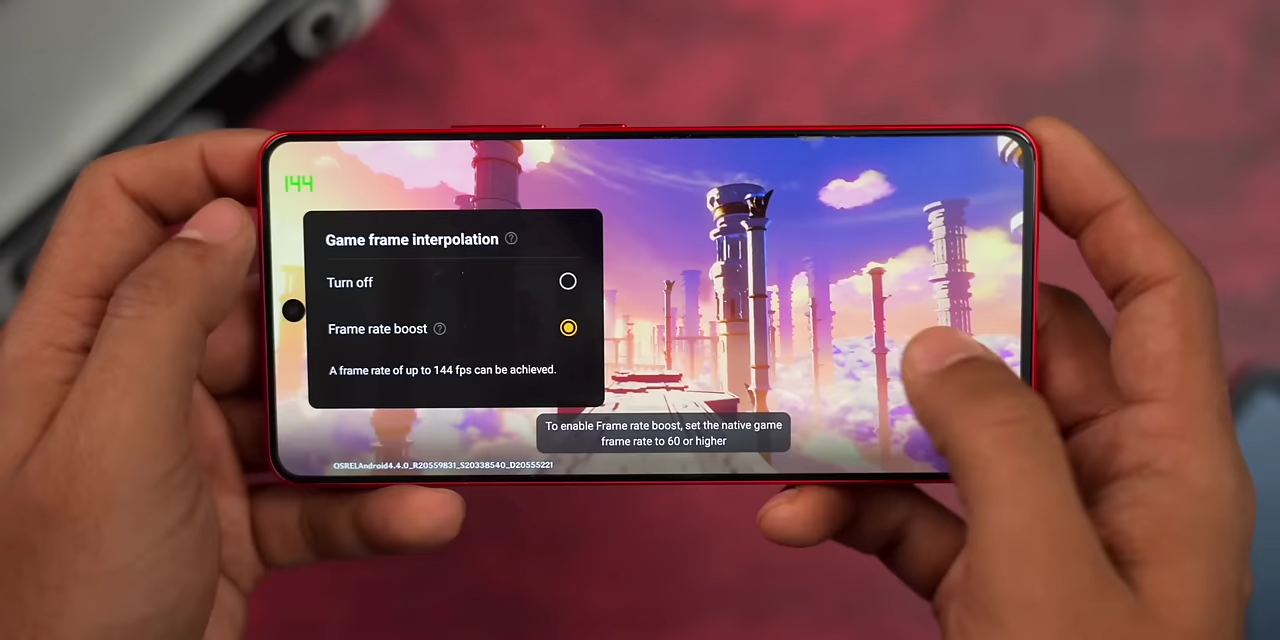 144
Game frame interpolation
Turn off
Frame rate boost
A frame rate of up to 144 fps can be achieved.
To enable Frame rate boost, set the native game
frame rate to 60 or higher
OSRELAndroid4.4.0_R20559831_S20338540_D20555221